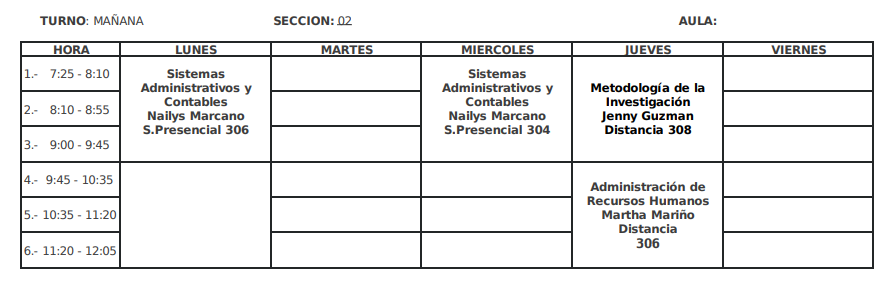 TURNO: MAÑANA SECCION: 02 AULA:
HORA LUNES MARTES MIERCOLES JUEVES VIERNES
1.- 7:25 - 8:10
2.- 8:10 - 8:55
3.- 9:00 - 9:45
Sistemas
Administrativos y
Contables
Nailys Marcano
S.Presencial 306
Sistemas
Administrativos y
Contables
Nailys Marcano
S.Presencial 304
Metodología de la
Investigación
Jenny Guzman
Distancia 308
4.- 9:45 - 10:35
5.- 10:35 - 11:20
6.- 11:20 - 12:05
Administración de
Recursos Humanos
Martha Mariño
Distancia
306